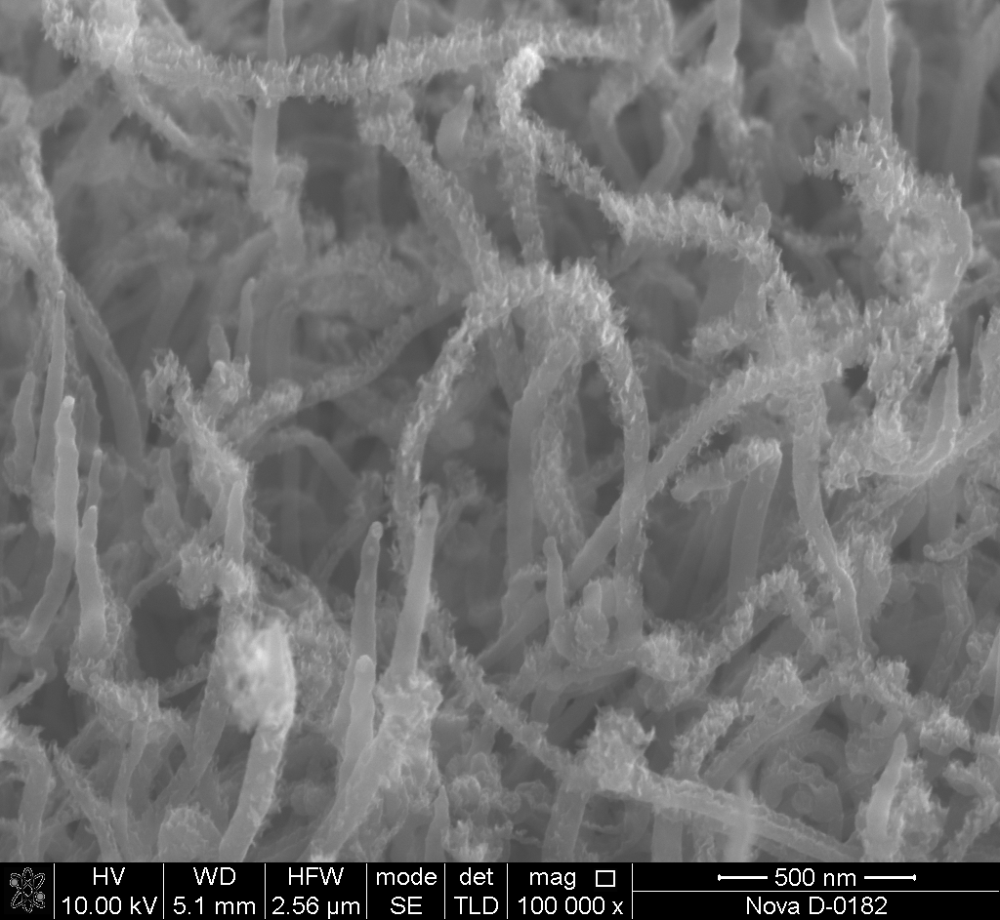 HV WD HFW mode det mag □ 500 nm
10.00 kV 5.1 mm 2.56 µm SE TLD 100 000 x Nova D-0182